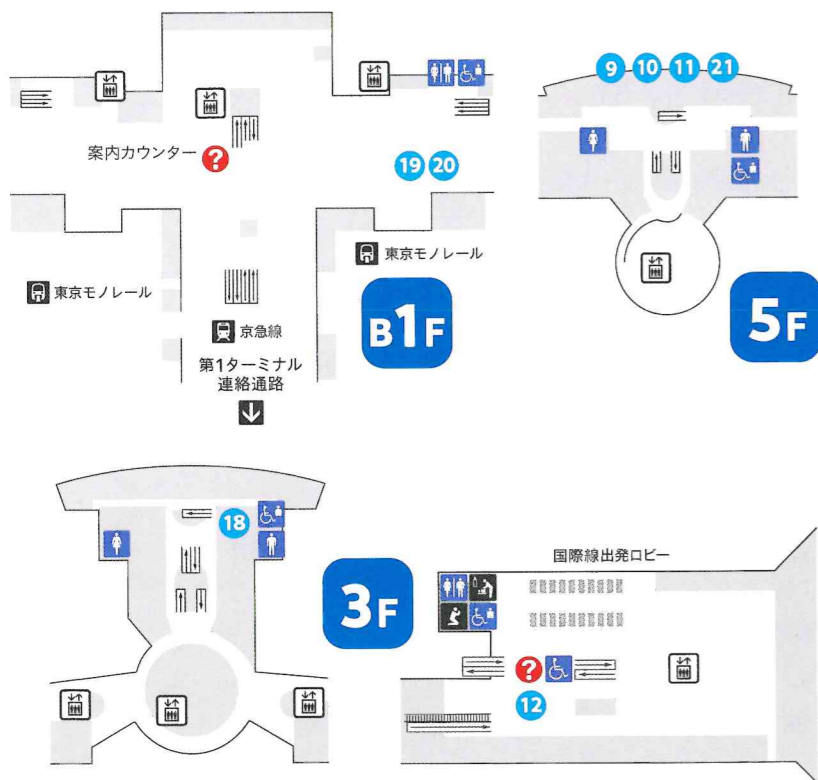 9 10 11 21
案内カウンター
?
19 20
東京モノレール
東京モノレール
B1F
5F
京急線
第1ターミナル
連絡通路
18
3F
国際線出発ロビー
?
12